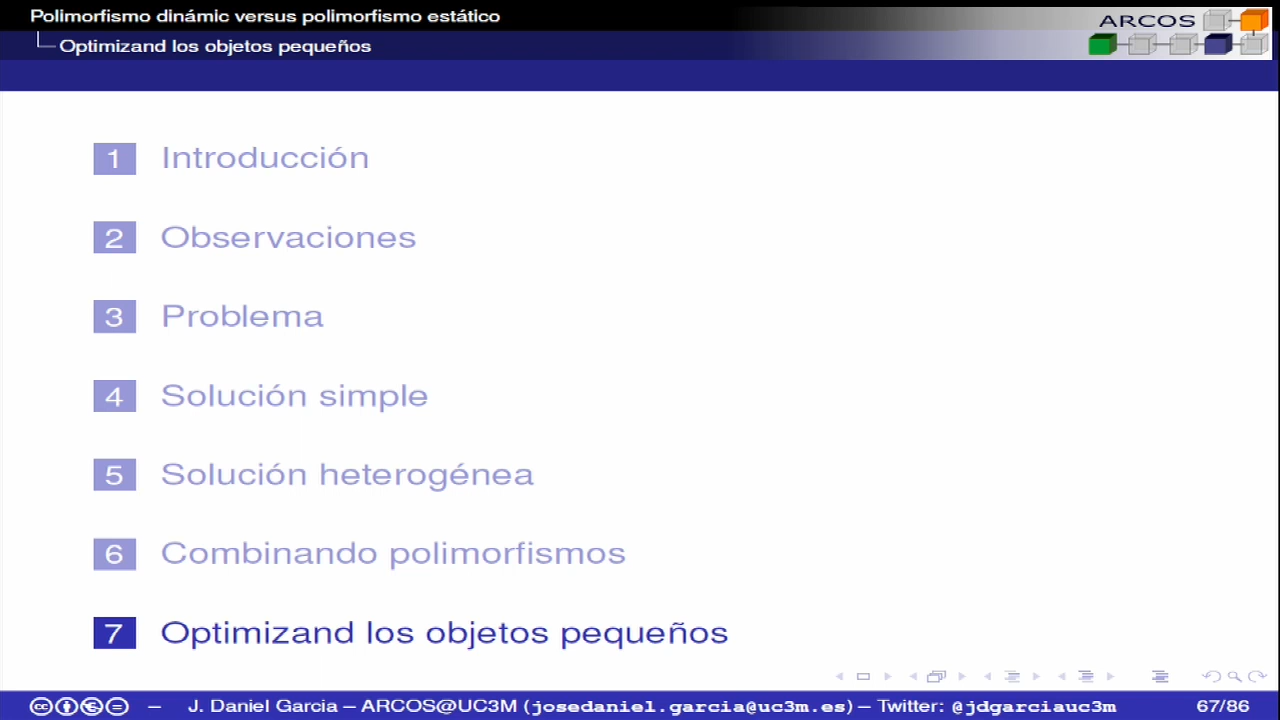 Polimorfismo dinámic versus polimorfismo estático
Optimizand los objetos pequeños
ARCOS
1 Introducción
2 Observaciones
3 Problema
4 Solución simple
5 Solución heterogénea
6 Combinando polimorfismos
7 Optimizand los objetos pequeños
cc – J. Daniel Garcia – ARCOS@UC3M (josedaniel.garcia@uc3m.es) – Twitter: @jdgarciauc3m 67/86